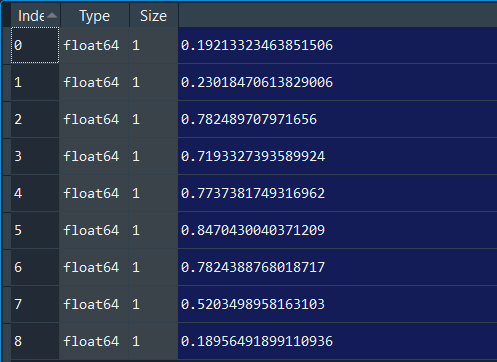 Inde Type Size
0 float64 1 0.19213323463851506
1 float64 1 0.23018470613829006
2 float64 1 0.782489707971656
3 float64 1 0.7193327393589924
4 float64 1 0.7737381749316962
5 float64 1 0.8470430040371209
6 float64 1 0.7824388768018717
7 float64 1 0.5203498958163103
8 float64 1 0.18956491899110936